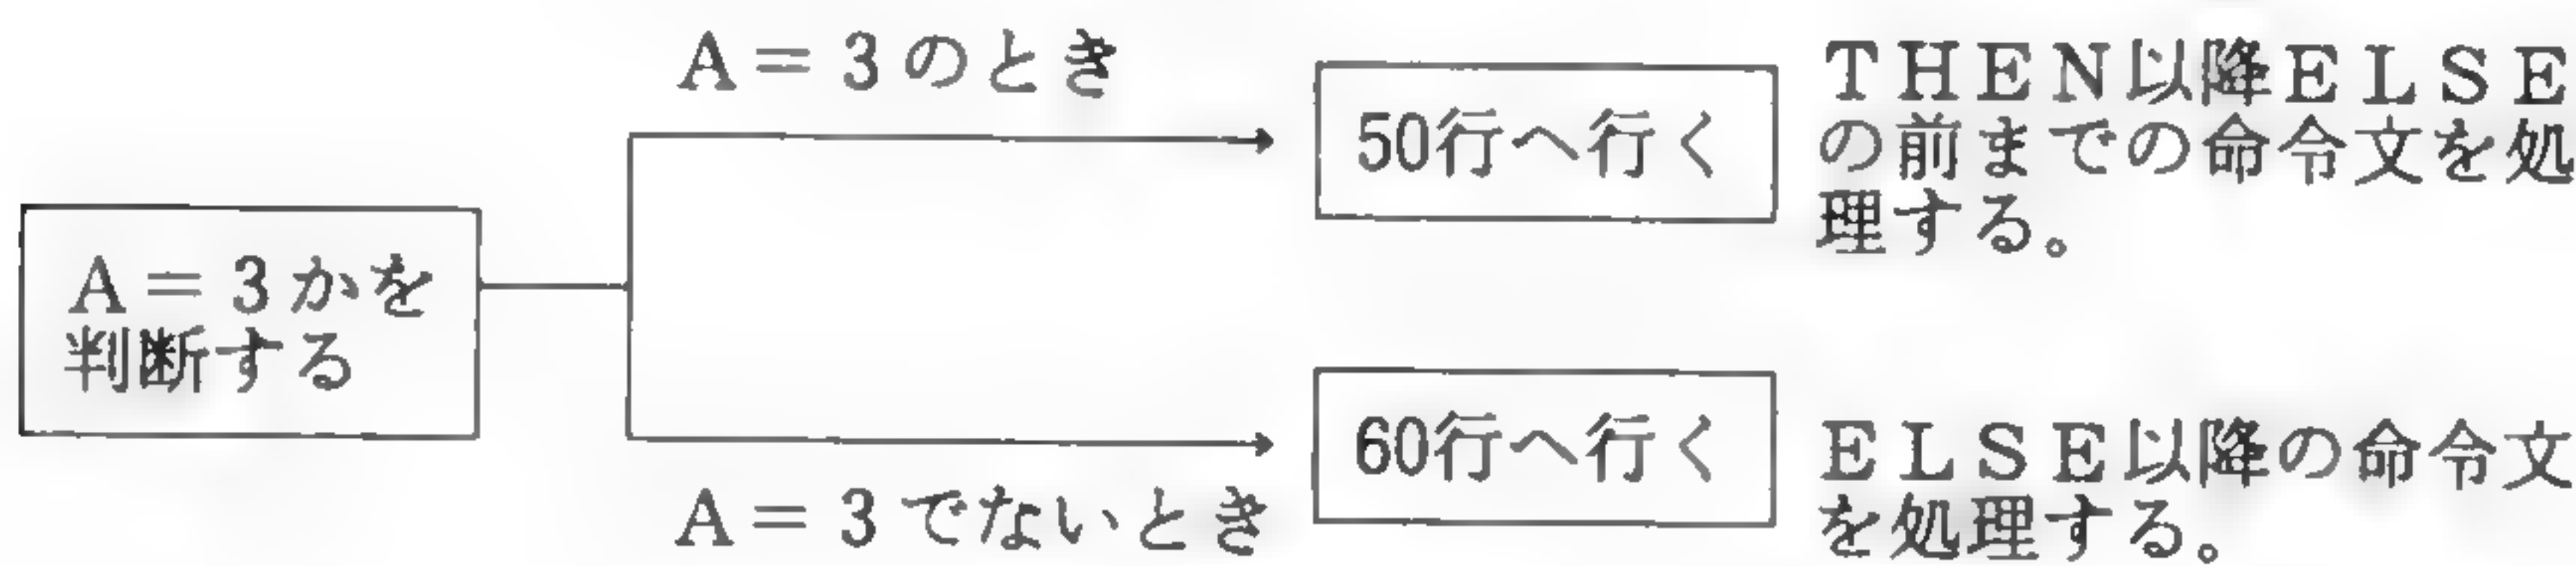 A＝3のとき
50行へ行く
THEN以降ELSE
の前までの命令文を処
理する。
A＝3かを
判断する
60行へ行く
ELSE以降の命令文
を処理する。
A＝3でないとき